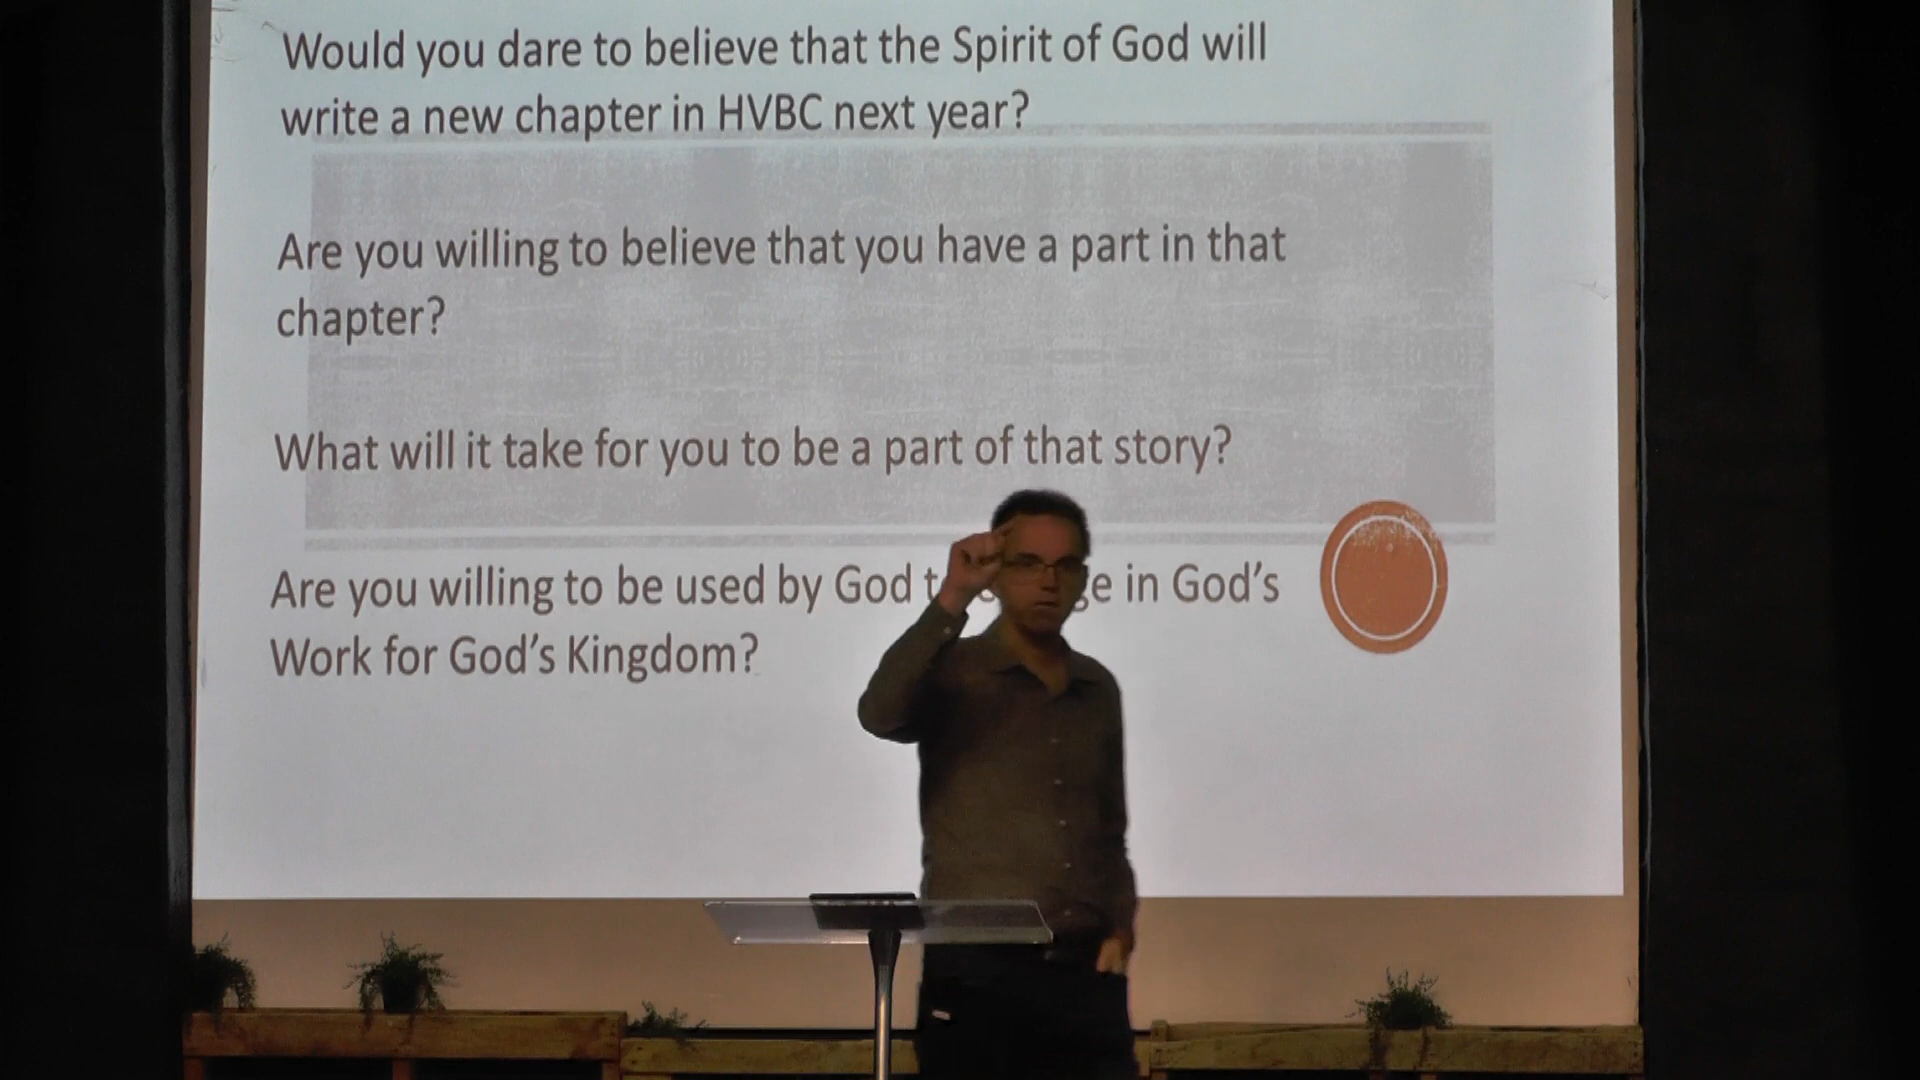 Would you dare to believe that the Spirit of God will
write a new chapter in HVBC next year?
Are you willing to believe that you have a part in that
chapter?
What will it take for you to be a part of that story?
Are you willing to be used by God in God's
Work for God's Kingdom?